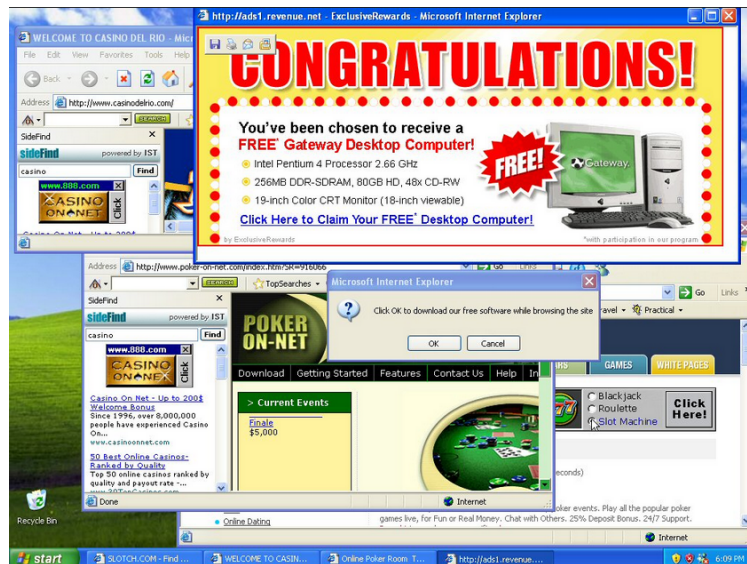 http://ads1.revenue.net - ExclusiveRewards - Microsoft Internet Explorer
CONGRATULATIONS!
You've been chosen to receive a
FREE* Gateway Desktop Computer!
Intel Pentium 4 Processor 2.66 GHz
256MB DDR-SDRAM, 80GB HD, 48x CD-RW
19-inch Color CRT Monitor (18-inch viewable)
Click Here to Claim Your FREE* Desktop Computer!
FREE!
Gateway.
by ExclusiveRewards
*with participation in our program
WELCOME TO CASINO DEL RIO - Micr
File Edit View Favorites Tools Help
Back
Address http://www.casinodelrio.com/
SEARCH
SideFind
sideFind powered by IST
casino Find
www.888.com
CASINO
ON NET
Click
Casino On Net - Up to 200$
Address http://www.poker-on-net.com/index.htm?SR=916066
Go Links
SEARCH TopSearches
SideFind
sideFind powered by IST
casino Find
www.888.com
CASINO
ON NET
Click
Casino On Net - Up to 200$
Welcome Bonus
Since 1996, over 8,000,000
people have experienced Casino
On...
www.casinoonnet.com
50 Best Online Casinos-
Ranked by Quality
Top 50 online casinos ranked by
quality and payout rate -...
Done
Internet
POKER
ON-NET
Download Getting Started Features Contact Us Help In
> Current Events
Finale
$5,000
Microsoft Internet Explorer
Click OK to download our free software while browsing the site
OK Cancel
Go Links
ravel Practical
ARS GAMES WHITE PAGES
Blackjack
Roulette
Slot Machine
Click
Here!
econds)
oker events. Play all the popular poker
games live, for Fun or Real Money. Chat with Others. 25% Deposit Bonus. 24/7 Support.
Online Dating
Internet
Recycle Bin
start
SLOTCH.COM - Find ...
WELCOME TO CASIN...
Online Poker Room T...
http://ads1.revenue....
6:09 PM